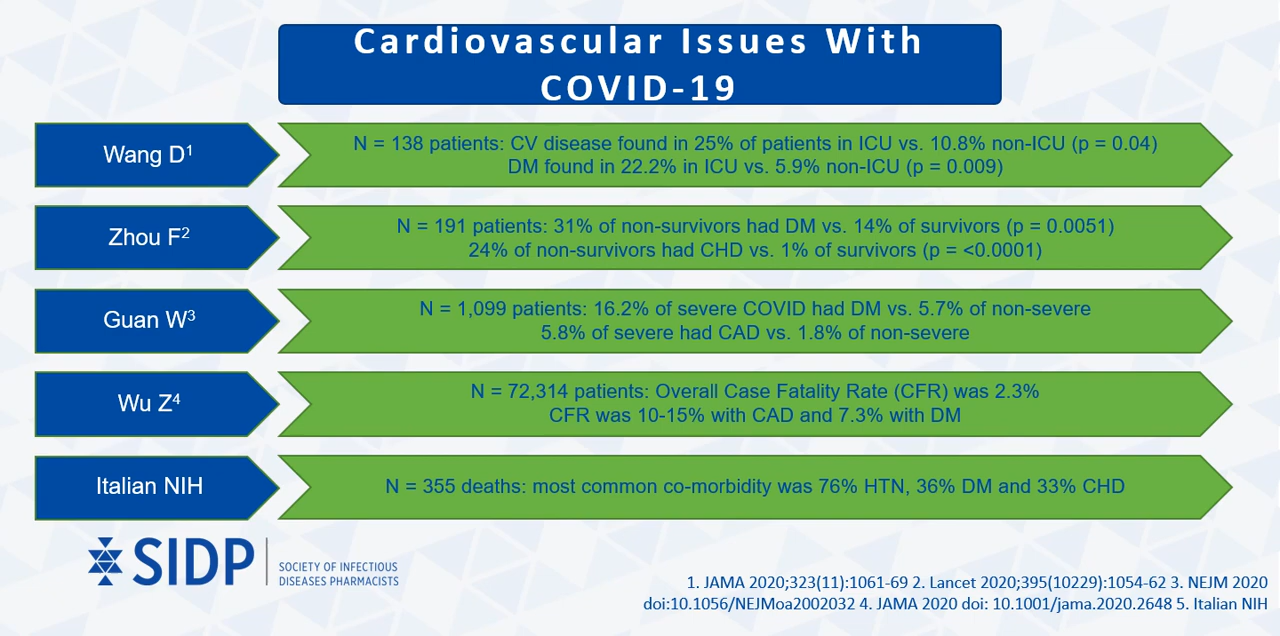 Cardiovascular Issues With
COVID-19
Wang D¹
N = 138 patients: CV disease found in 25% of patients in ICU vs. 10.8% non-ICU (p = 0.04)
DM found in 22.2% in ICU vs. 5.9% non-ICU (p = 0.009)
Zhou F²
N = 191 patients: 31% of non-survivors had DM vs. 14% of survivors (p = 0.0051)
24% of non-survivors had CHD vs. 1% of survivors (p = <0.0001)
Guan W³
N = 1,099 patients: 16.2% of severe COVID had DM vs. 5.7% of non-severe
5.8% of severe had CAD vs. 1.8% of non-severe
Wu Z⁴
N = 72,314 patients: Overall Case Fatality Rate (CFR) was 2.3%
CFR was 10-15% with CAD and 7.3% with DM
Italian NIH
N = 355 deaths: most common co-morbidity was 76% HTN, 36% DM and 33% CHD
SIDP
SOCIETY OF INFECTIOUS
DISEASES PHARMACISTS
1. JAMA 2020;323(11):1061-69 2. Lancet 2020;395(10229):1054-62 3. NEJM 2020
doi:10.1056/NEJMoa2002032 4. JAMA 2020 doi: 10.1001/jama.2020.2648 5. Italian NIH